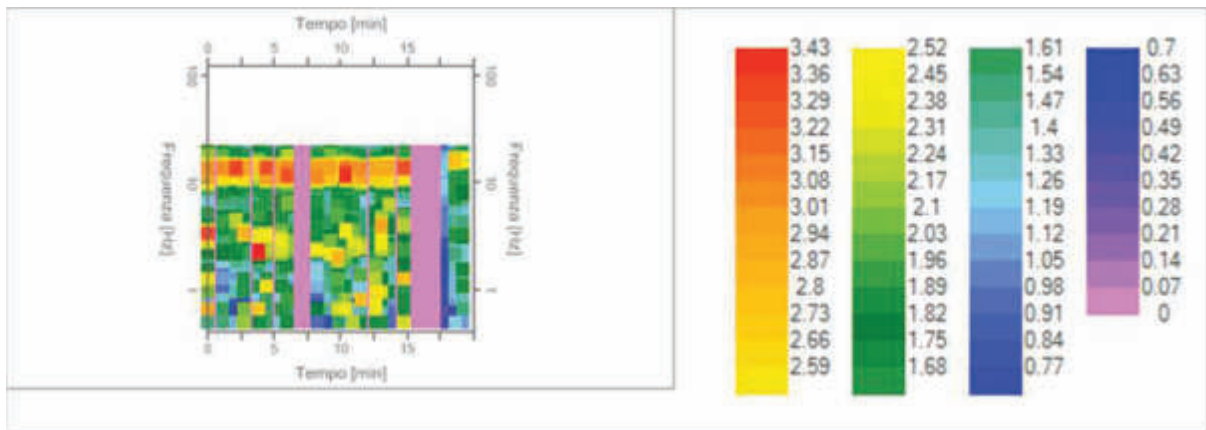 Tempo [min]
0 5 10 15
100 100
Frequenza [Hz] Frequenza [Hz]
10 10
1 1
0 5 10 15
Tempo [min]
3.43 2.52 1.61 0.7
3.36 2.45 1.54 0.63
3.29 2.38 1.47 0.56
3.22 2.31 1.4 0.49
3.15 2.24 1.33 0.42
3.08 2.17 1.26 0.35
3.01 2.1 1.19 0.28
2.94 2.03 1.12 0.21
2.87 1.96 1.05 0.14
2.8 1.89 0.98 0.07
2.73 1.82 0.91 0
2.66 1.75 0.84
2.59 1.68 0.77